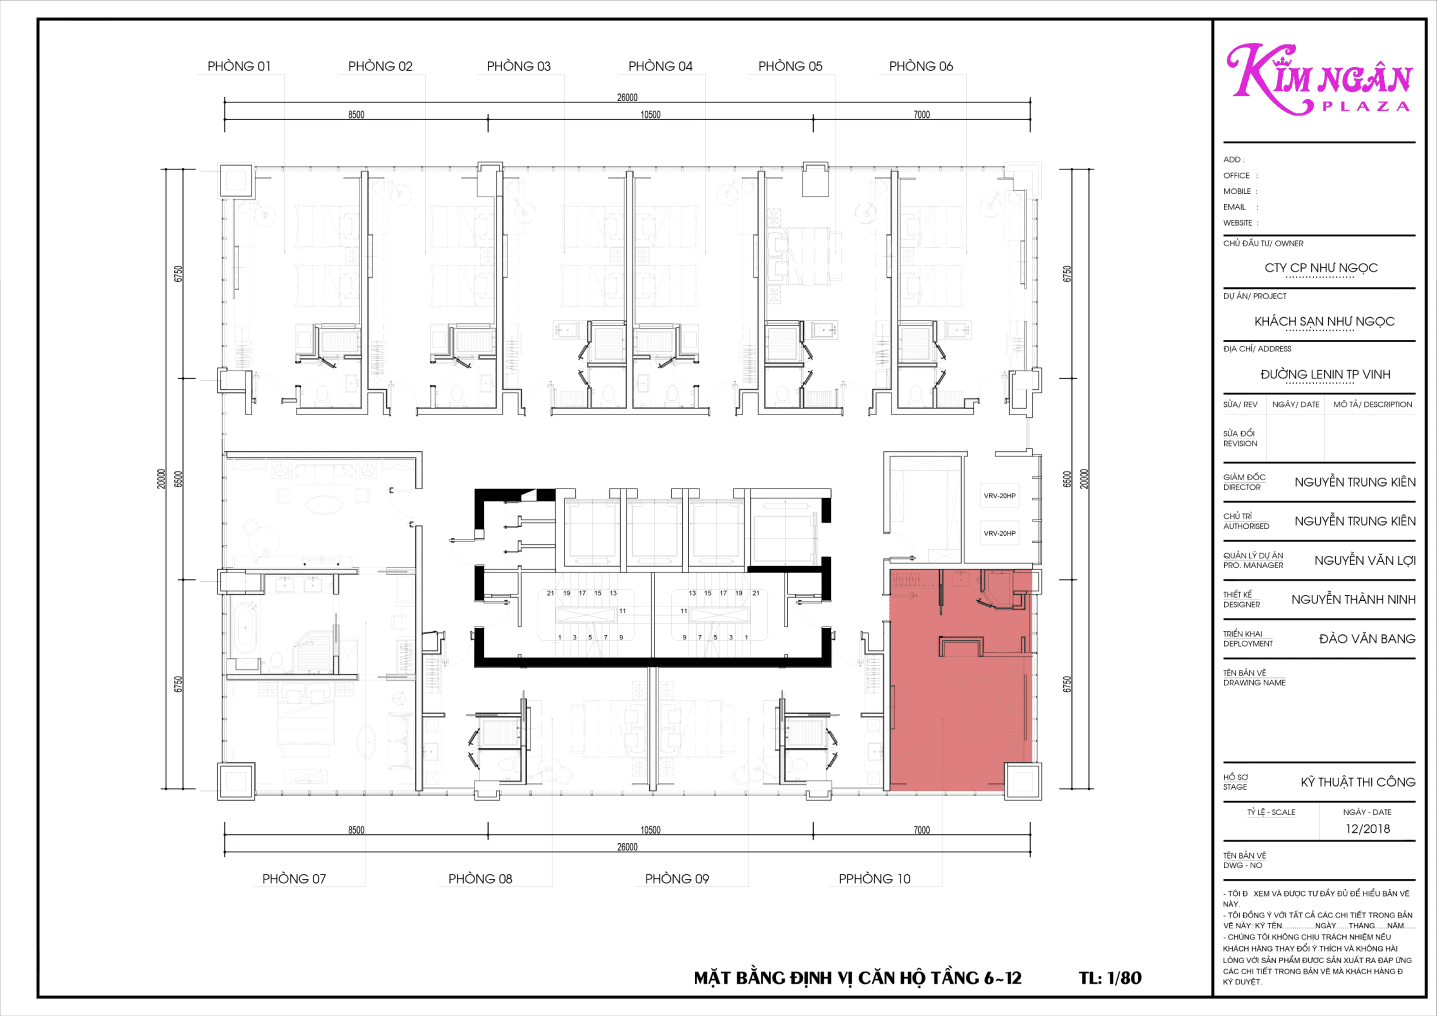 PHÒNG 01
PHÒNG 02
PHÒNG 03
PHÒNG 04
PHÒNG 05
PHÒNG 06
26000
8500
10500
7000
6750
6750
20000
6500
6500
20000
6750
6750
VRV-20HP
VRV-20HP
21 19 17 15 13
11
1 3 5 7 9
13 15 17 19 21
11
9 7 5 3 1
8500
10500
7000
26000
PHÒNG 07
PHÒNG 08
PHÒNG 09
PPHÒNG 10
MẶT BẰNG ĐỊNH VỊ CĂN HỘ TẦNG 6~12
TL: 1/80
KIM NGÂN
PLAZA
ADD :
OFFICE :
MOBILE :
EMAIL :
WEBSITE :
CHỦ ĐẦU TƯ/ OWNER
CTY CP NHƯ NGỌC
DỰ ÁN/ PROJECT
KHÁCH SẠN NHƯ NGỌC
ĐỊA CHỈ/ ADDRESS
ĐƯỜNG LENIN TP VINH
SỬA/ REV NGÀY/ DATE MÔ TẢ/ DESCRIPTION
SỬA ĐỔI
REVISION
GIÁM ĐỐC
DIRECTOR
NGUYỄN TRUNG KIÊN
CHỦ TRÌ
AUTHORISED
NGUYỄN TRUNG KIÊN
QUẢN LÝ DỰ ÁN
PRO. MANAGER
NGUYỄN VĂN LỢI
THIẾT KẾ
DESIGNER
NGUYỄN THÀNH NINH
TRIỂN KHAI
DEPLOYMENT
ĐÀO VĂN BANG
TÊN BẢN VẼ
DRAWING NAME
HỒ SƠ
STAGE
KỸ THUẬT THI CÔNG
TỶ LỆ - SCALE
NGÀY - DATE
12/2018
TÊN BẢN VẼ
DWG - NO
- TÔI Đ XEM VÀ ĐƯỢC TƯ ĐẦY ĐỦ ĐỂ HIỂU BẢN VẼ
NÀY.
- TÔI ĐỒNG Ý VỚI TẤT CẢ CÁC CHI TIẾT TRONG BẢN
VẼ NÀY: KÝ TÊN................NGÀY......THÁNG......NĂM......
- CHÚNG TÔI KHÔNG CHỊU TRÁCH NHIỆM NẾU
KHÁCH HÀNG THAY ĐỔI Ý THÍCH VÀ KHÔNG HÀI
LÒNG VỚI SẢN PHẨM ĐƯỢC SẢN XUẤT RA ĐÁP ỨNG
CÁC CHI TIẾT TRONG BẢN VẼ MÀ KHÁCH HÀNG Đ
KÝ DUYỆT.